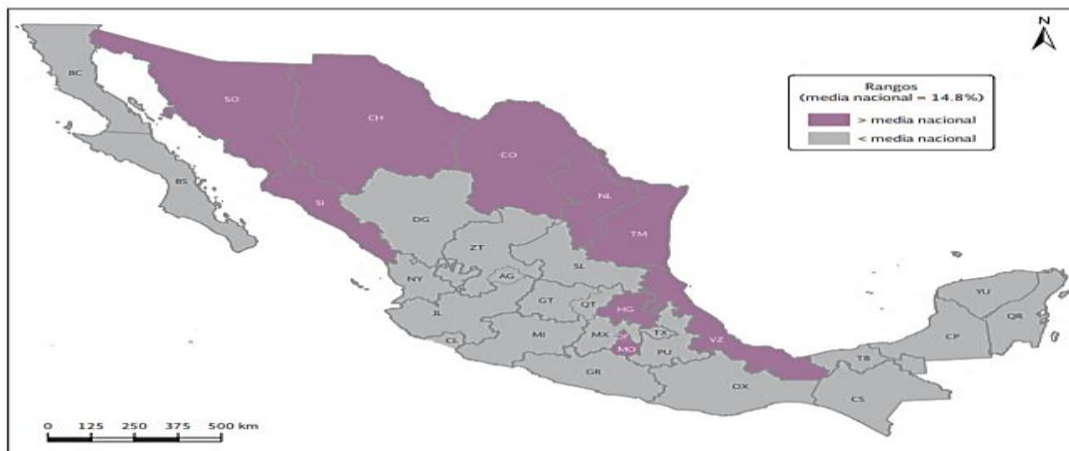 N
Rangos
(media nacional = 14.8%)
> media nacional
< media nacional
BC
SO
CH
CO
BS
SI
NL
DG
TM
ZT
SL
NY
AG
YU
GT
QT
HG
QR
JL
CP
MI
MX
DF
TX
VZ
CL
MO
PU
TB
GR
OX
CS
0 125 250 375 500 km